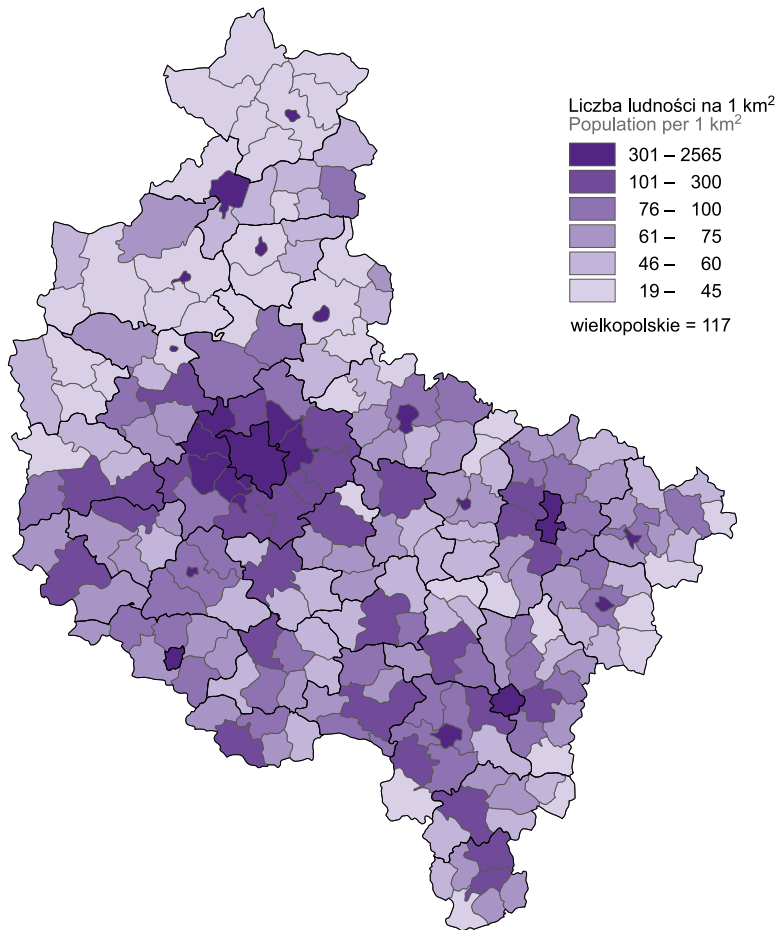 Liczba ludności na 1 km²
Population per 1 km²
301 – 2565
101 – 300
76 – 100
61 – 75
46 – 60
19 – 45
wielkopolskie = 117